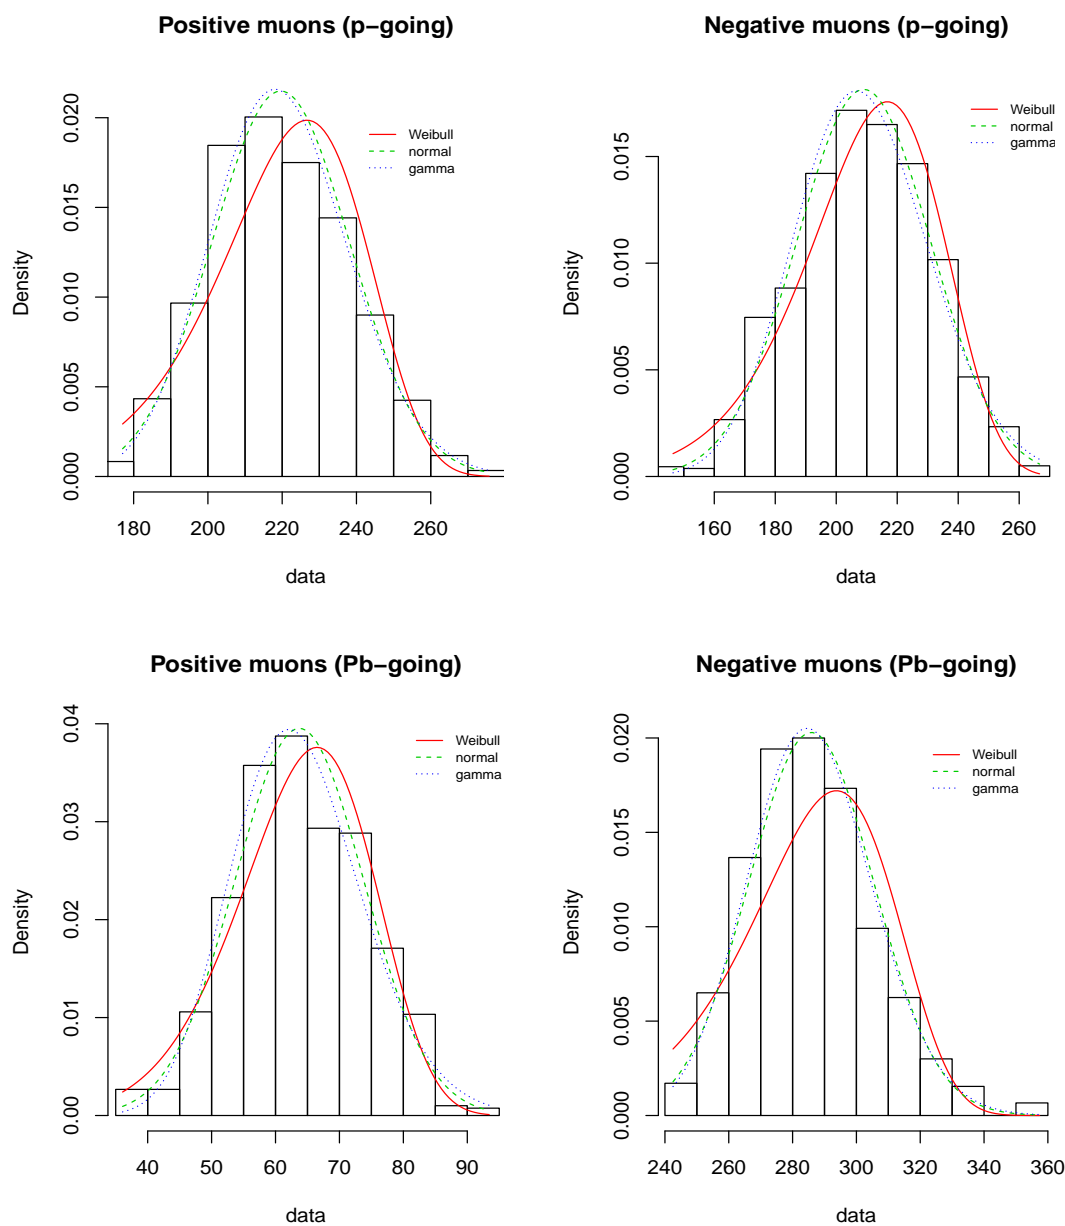 Positive muons (p−going)
Density
0.000
0.005
0.010
0.015
0.020
Weibull
normal
gamma
180 200 220 240 260
data
Negative muons (p−going)
Density
0.000
0.005
0.010
0.015
Weibull
normal
gamma
160 180 200 220 240 260
data
Positive muons (Pb−going)
Density
0.00
0.01
0.02
0.03
0.04
Weibull
normal
gamma
40 50 60 70 80 90
data
Negative muons (Pb−going)
Density
0.000
0.005
0.010
0.015
0.020
Weibull
normal
gamma
240 260 280 300 320 340 360
data